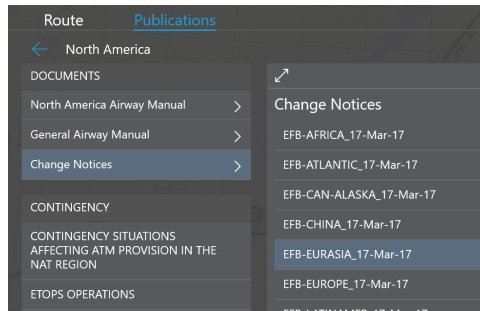 Route Publications
North America
DOCUMENTS
North America Airway Manual
General Airway Manual
Change Notices
CONTINGENCY
CONTINGENCY SITUATIONS
AFFECTING ATM PROVISION IN THE
NAT REGION
ETOPS OPERATIONS
Change Notices
EFB-AFRICA_17-Mar-17
EFB-ATLANTIC_17-Mar-17
EFB-CAN-ALASKA_17-Mar-17
EFB-CHINA_17-Mar-17
EFB-EURASIA_17-Mar-17
EFB-EUROPE_17-Mar-17